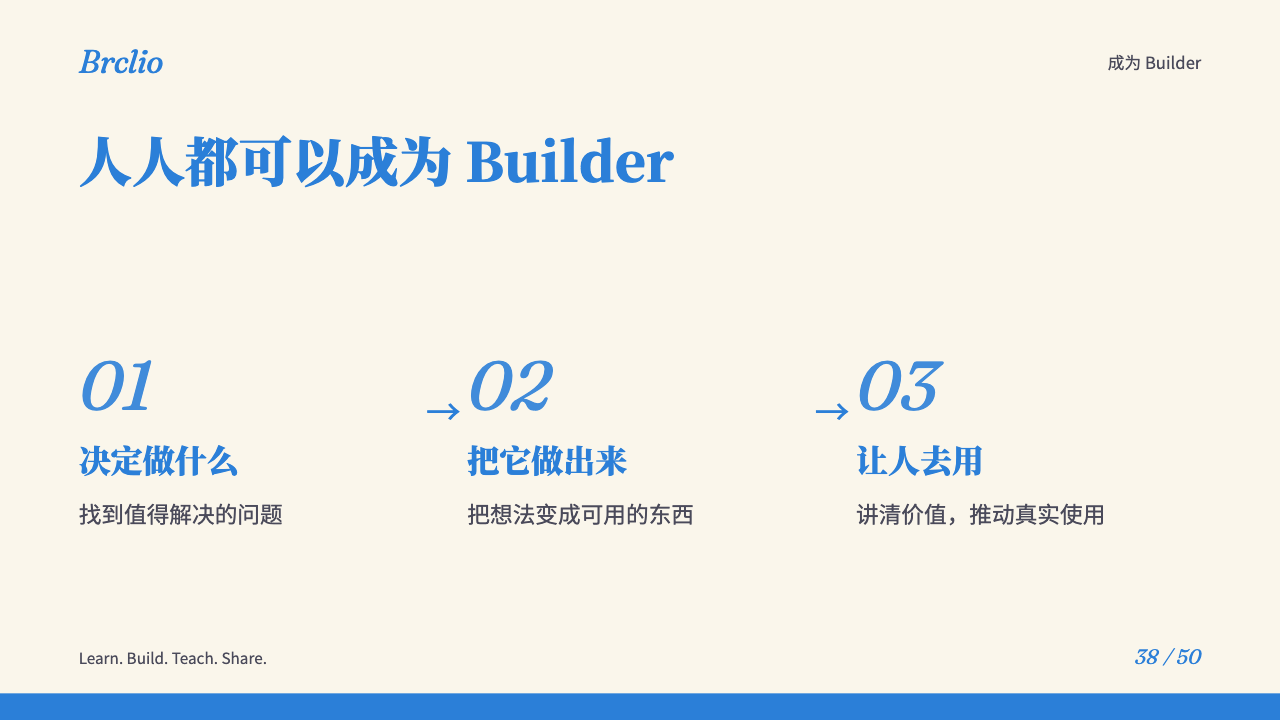 Brclio
成为 Builder
人人都可以成为 Builder
01
→
02
→
03
决定做什么
把它做出来
让人去用
找到值得解决的问题
把想法变成可用的东西
讲清价值，推动真实使用
Learn. Build. Teach. Share.
38 / 50